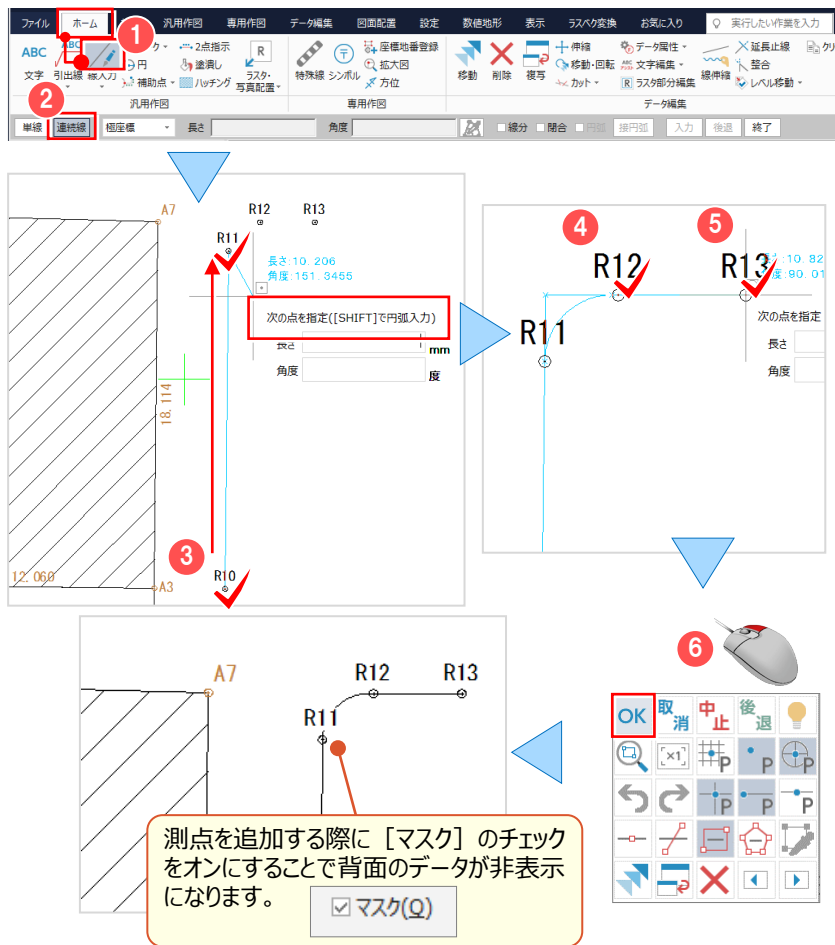 ファイル ホーム 汎用作図 専用作図 データ編集 図面配置 設定 数値地形 表示 ラスベク変換 お気に入り 実行したい作業を入力
1
ABC 文字
ABC 引出線
線入力
円
補助点
2点指示
塗潰し
ハッチング
R ラスタ・写真配置
特殊線
シンボル
座標地番登録
拡大図
方位
移動
削除
複写
伸縮
移動・回転
カット
データ属性
文字編集
R ラスタ部分編集
線伸縮
延長止線
整合
レベル移動
クリ
汎用作図 専用作図 データ編集
2
単線 連続線 極座標 長さ 角度 線分 閉合 円弧 接円弧 入力 後退 終了
A7 R12 R13
R11
長さ:10.206
角度:151.3455
次の点を指定([SHIFT]で円弧入力)
長さ mm
角度 度
18.114
3
R10
12.060
A3
4 5
R12 R13
:10.82
度:90.01
次の点を指定
R11
長さ
角度
6
OK 取消 中止 後退
[×1] P P P
P P P
A7 R12 R13
R11
測点を追加する際に［マスク］のチェック
をオンにすることで背面のデータが非表示
になります。
マスク(Q)